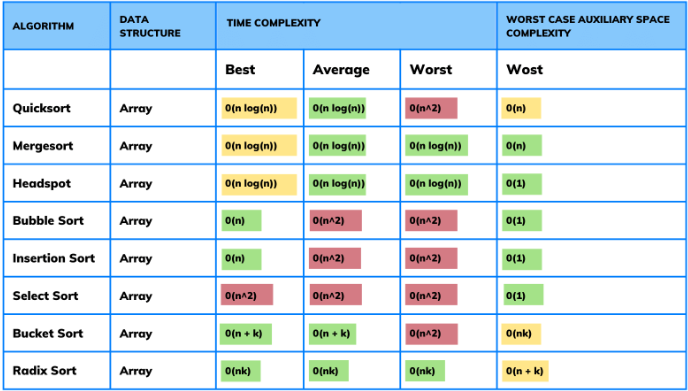 ALGORITHM DATA STRUCTURE TIME COMPLEXITY WORST CASE AUXILIARY SPACE COMPLEXITY
Best Average Worst Wost
Quicksort Array 0(n log(n)) 0(n log(n)) 0(n^2) 0(n)
Mergesort Array 0(n log(n)) 0(n log(n)) 0(n log(n)) 0(n)
Headspot Array 0(n log(n)) 0(n log(n)) 0(n log(n)) 0(1)
Bubble Sort Array 0(n) 0(n^2) 0(n^2) 0(1)
Insertion Sort Array 0(n) 0(n^2) 0(n^2) 0(1)
Select Sort Array 0(n^2) 0(n^2) 0(n^2) 0(1)
Bucket Sort Array 0(n + k) 0(n + k) 0(n^2) 0(nk)
Radix Sort Array 0(nk) 0(nk) 0(nk) 0(n + k)